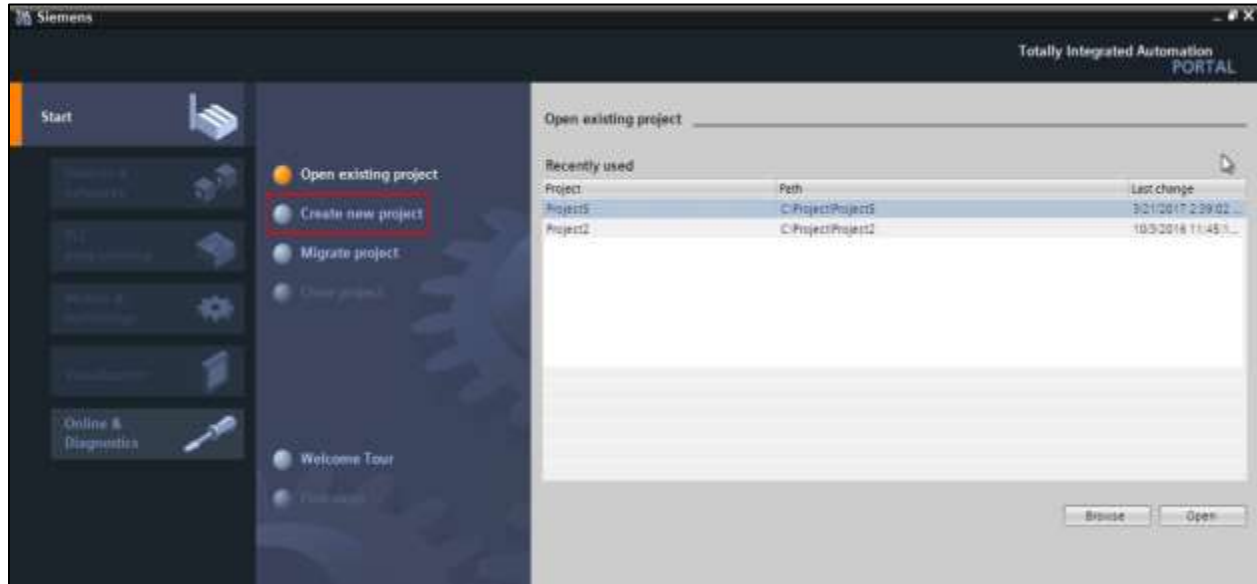 Siemens
Totally Integrated Automation
PORTAL
Start
Online &
Diagnostics
Open existing project
Create new project
Migrate project
Close project
Welcome Tour
Open existing project
Recently used
Project Path Last change
Project5 C:\Project\Project5 3/21/2017 2:39:02 ...
Project2 C:\Project\Project2 10/3/2016 11:45:1...
Browse Open